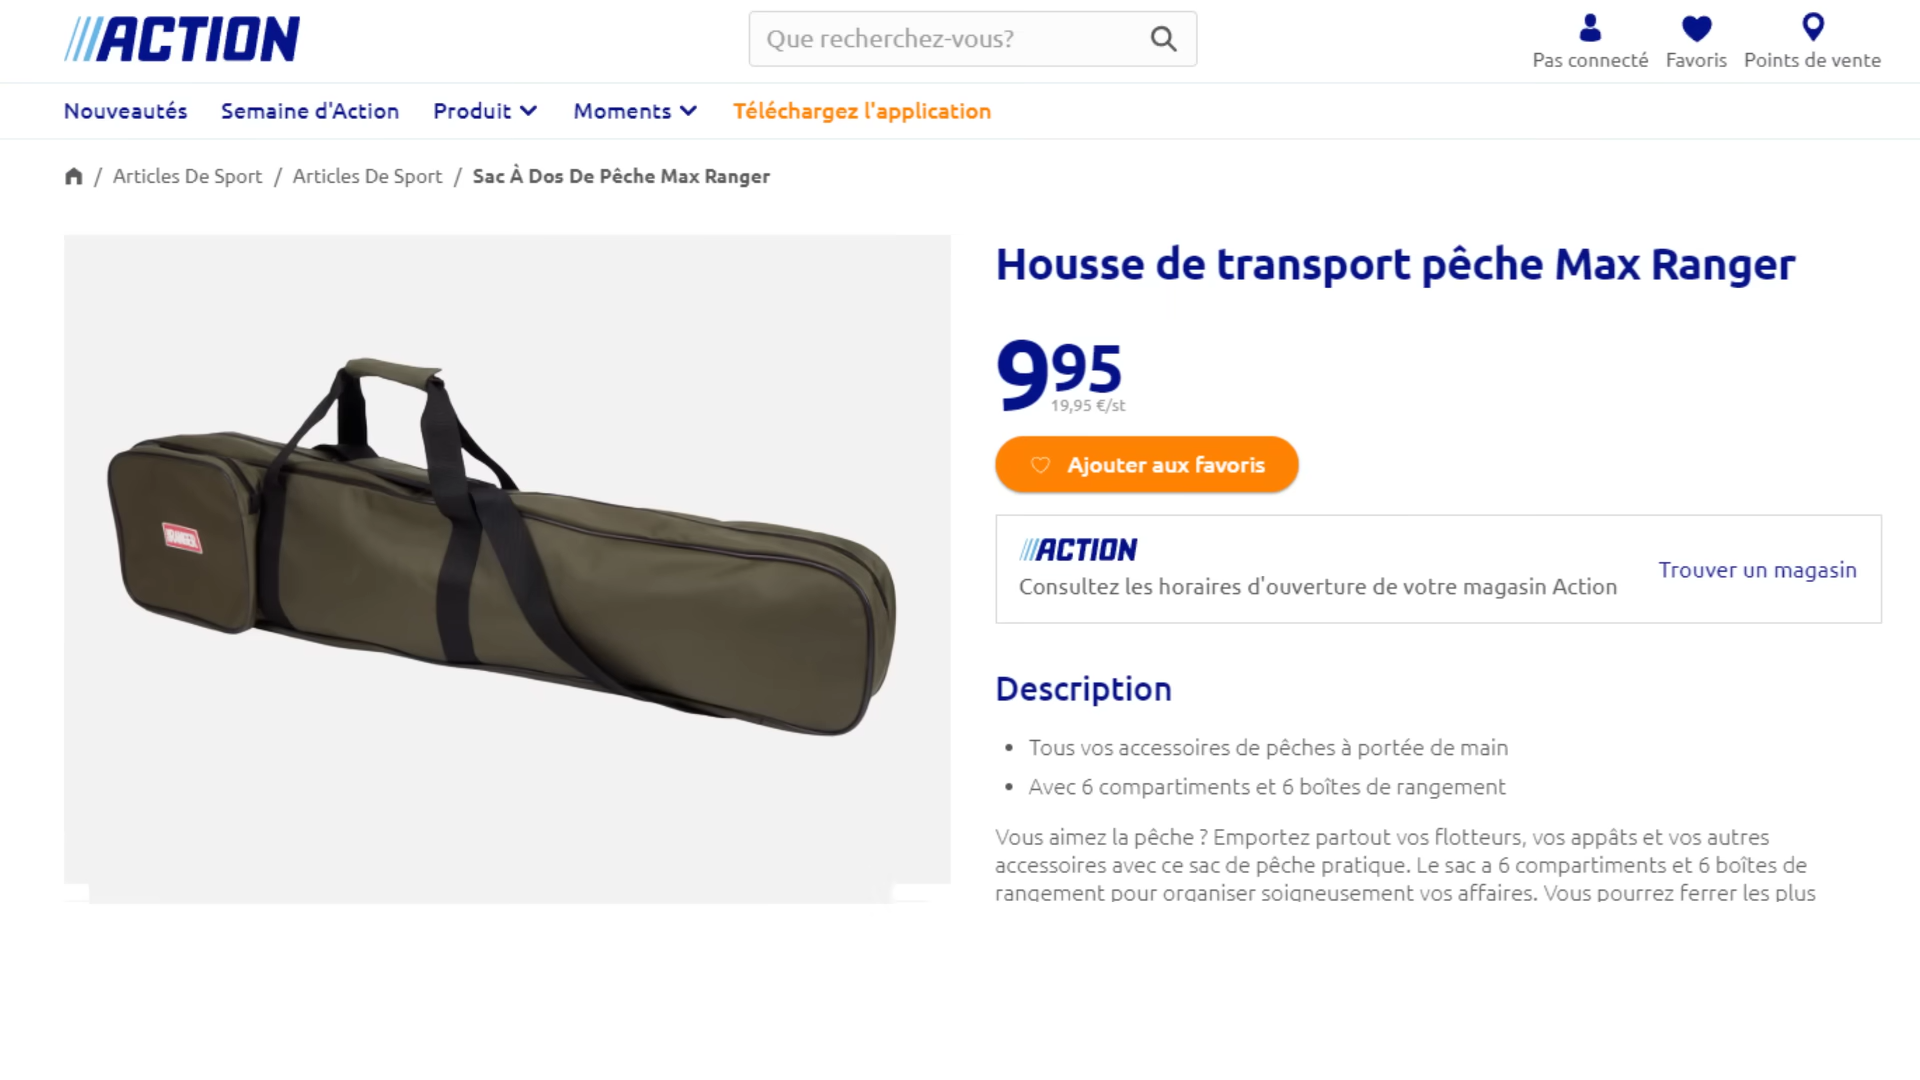 ACTION
Que recherchez-vous?
Pas connecté
Favoris
Points de vente
Nouveautés
Semaine d'Action
Produit
Moments
Téléchargez l'application
/ Articles De Sport / Articles De Sport / Sac À Dos De Pêche Max Ranger
RANGER
Housse de transport pêche Max Ranger
995
19,95 €/st
Ajouter aux favoris
ACTION
Consultez les horaires d'ouverture de votre magasin Action
Trouver un magasin
Description
• Tous vos accessoires de pêches à portée de main
• Avec 6 compartiments et 6 boîtes de rangement
Vous aimez la pêche ? Emportez partout vos flotteurs, vos appâts et vos autres
accessoires avec ce sac de pêche pratique. Le sac a 6 compartiments et 6 boîtes de
rangement pour organiser soigneusement vos affaires. Vous pourrez ferrer les plus